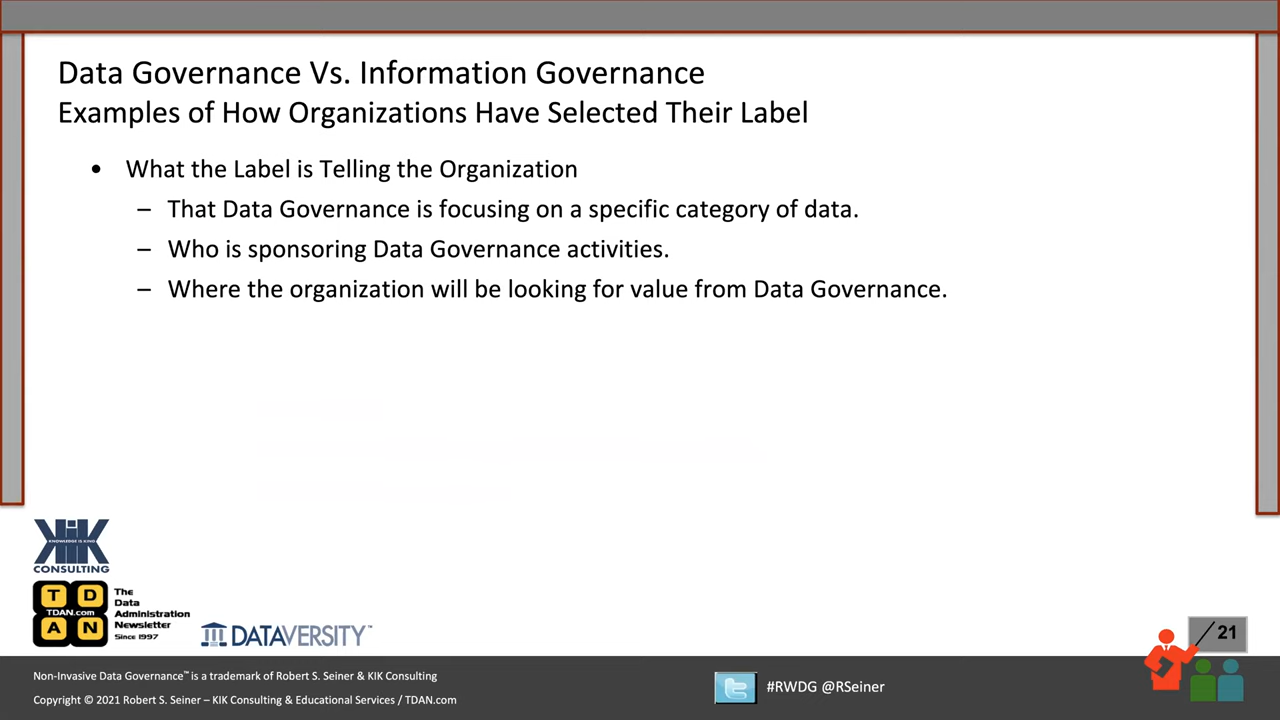 Data Governance Vs. Information Governance
Examples of How Organizations Have Selected Their Label
• What the Label is Telling the Organization
– That Data Governance is focusing on a specific category of data.
– Who is sponsoring Data Governance activities.
– Where the organization will be looking for value from Data Governance.
KIK
KNOWLEDGE IS KING
CONSULTING
T D
TDAN.com
A N
The
Data
Administration
Newsletter
Since 1997
DATAVERSITY™
21
Non-Invasive Data Governance™ is a trademark of Robert S. Seiner & KIK Consulting
Copyright © 2021 Robert S. Seiner – KIK Consulting & Educational Services / TDAN.com
#RWDG @RSeiner